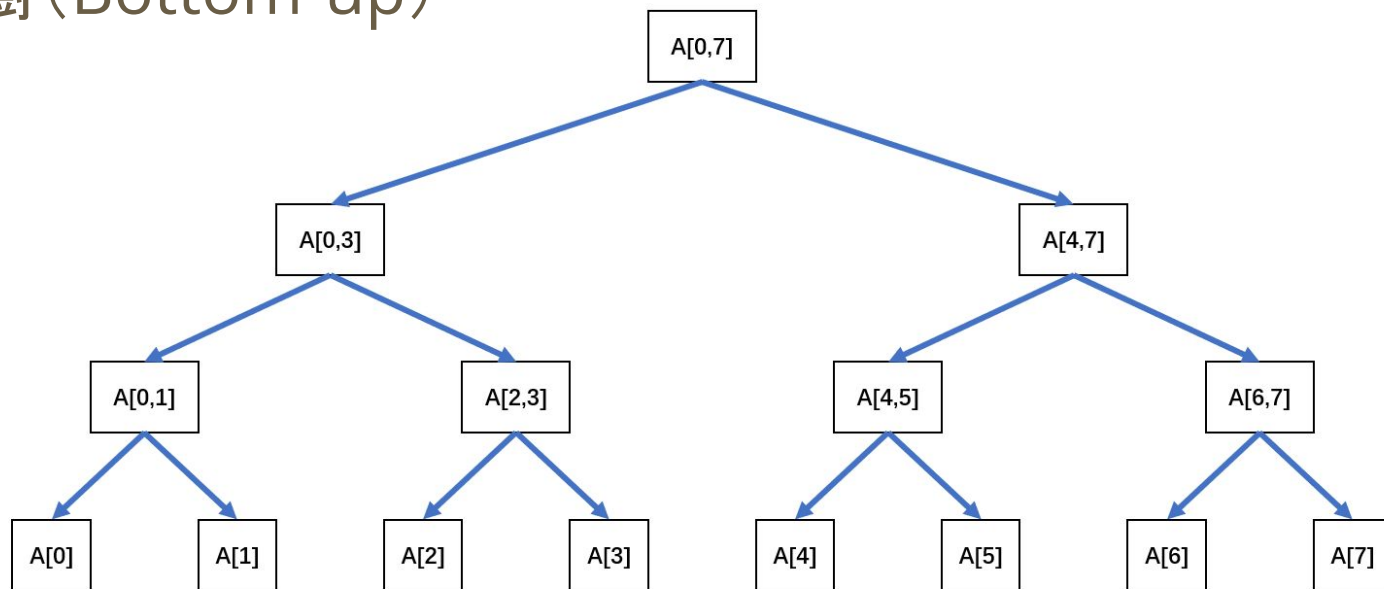 樹(Bottom-up)
A[0,7]
A[0,3] A[4,7]
A[0,1] A[2,3] A[4,5] A[6,7]
A[0] A[1] A[2] A[3] A[4] A[5] A[6] A[7]